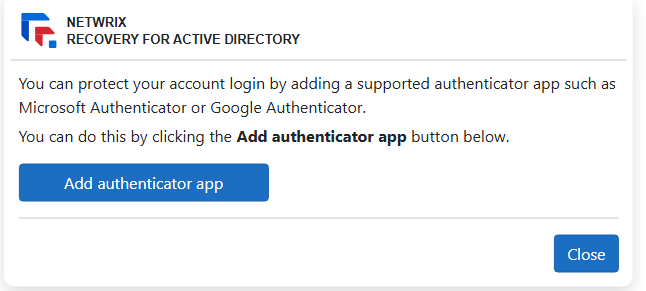 NETWRIX
RECOVERY FOR ACTIVE DIRECTORY
You can protect your account login by adding a supported authenticator app such as
Microsoft Authenticator or Google Authenticator.
You can do this by clicking the Add authenticator app button below.
Add authenticator app
Close